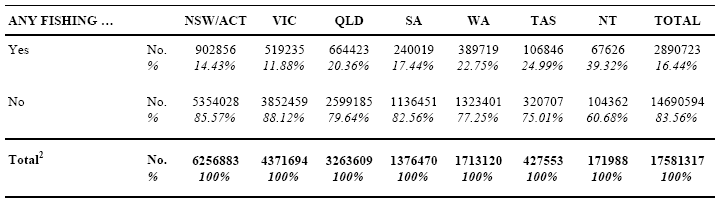 ANY FISHING … NSW/ACT VIC QLD SA WA TAS NT TOTAL
Yes No. 902856 519235 664423 240019 389719 106846 67626 2890723
% 14.43% 11.88% 20.36% 17.44% 22.75% 24.99% 39.32% 16.44%
No No. 5354028 3852459 2599185 1136451 1323401 320707 104362 14690594
% 85.57% 88.12% 79.64% 82.56% 77.25% 75.01% 60.68% 83.56%
Total2 No. 6256883 4371694 3263609 1376470 1713120 427553 171988 17581317
% 100% 100% 100% 100% 100% 100% 100% 100%